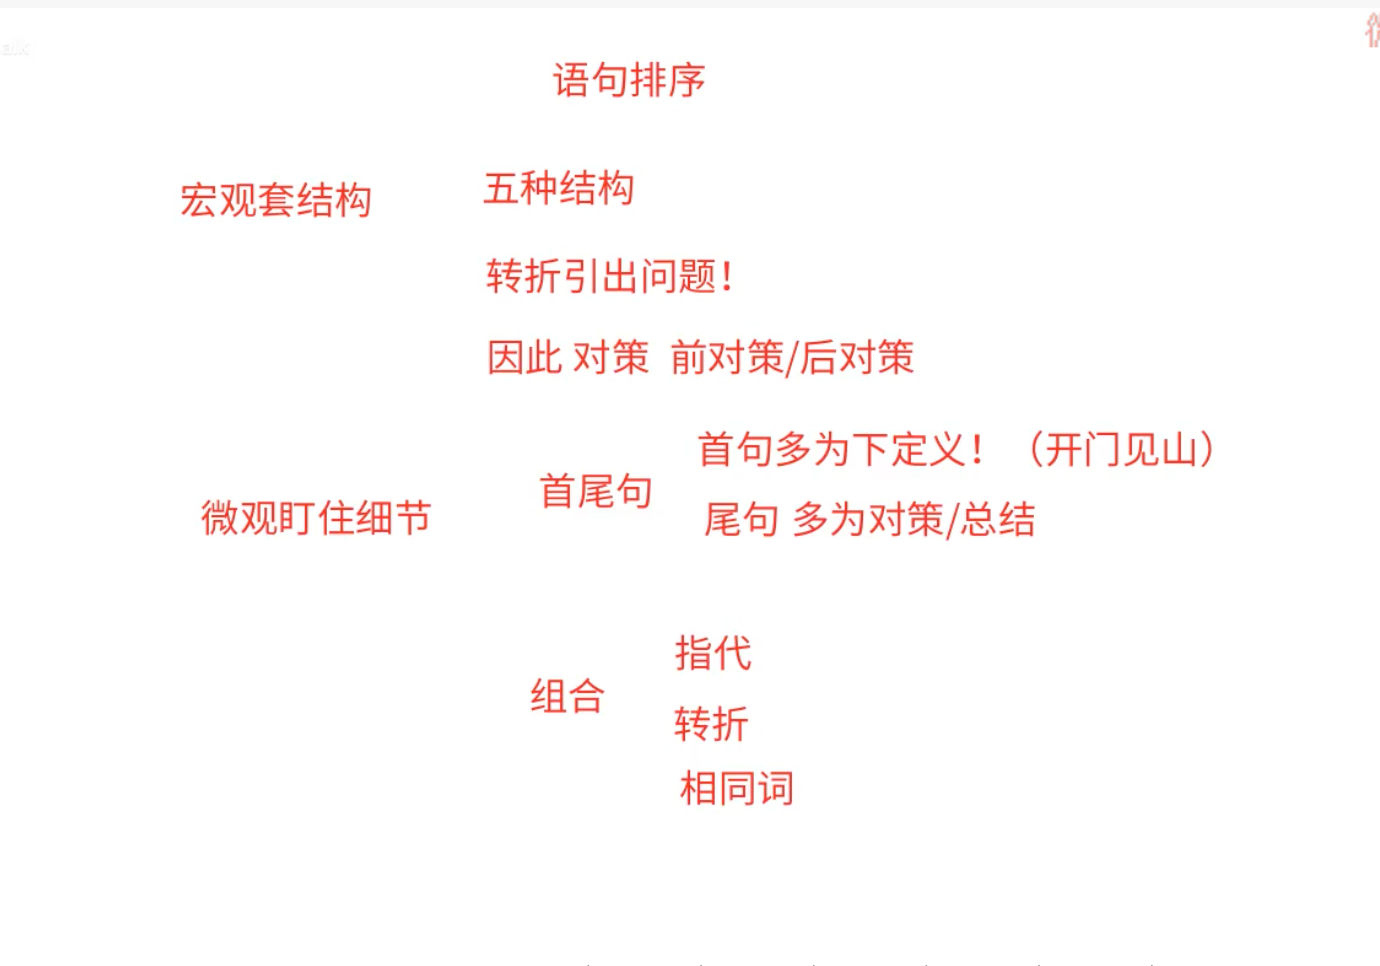 语句排序
宏观套结构
五种结构
转折引出问题！
因此 对策 前对策/后对策
微观盯住细节
首尾句
首句多为下定义！（开门见山）
尾句 多为对策/总结
组合
指代
转折
相同词